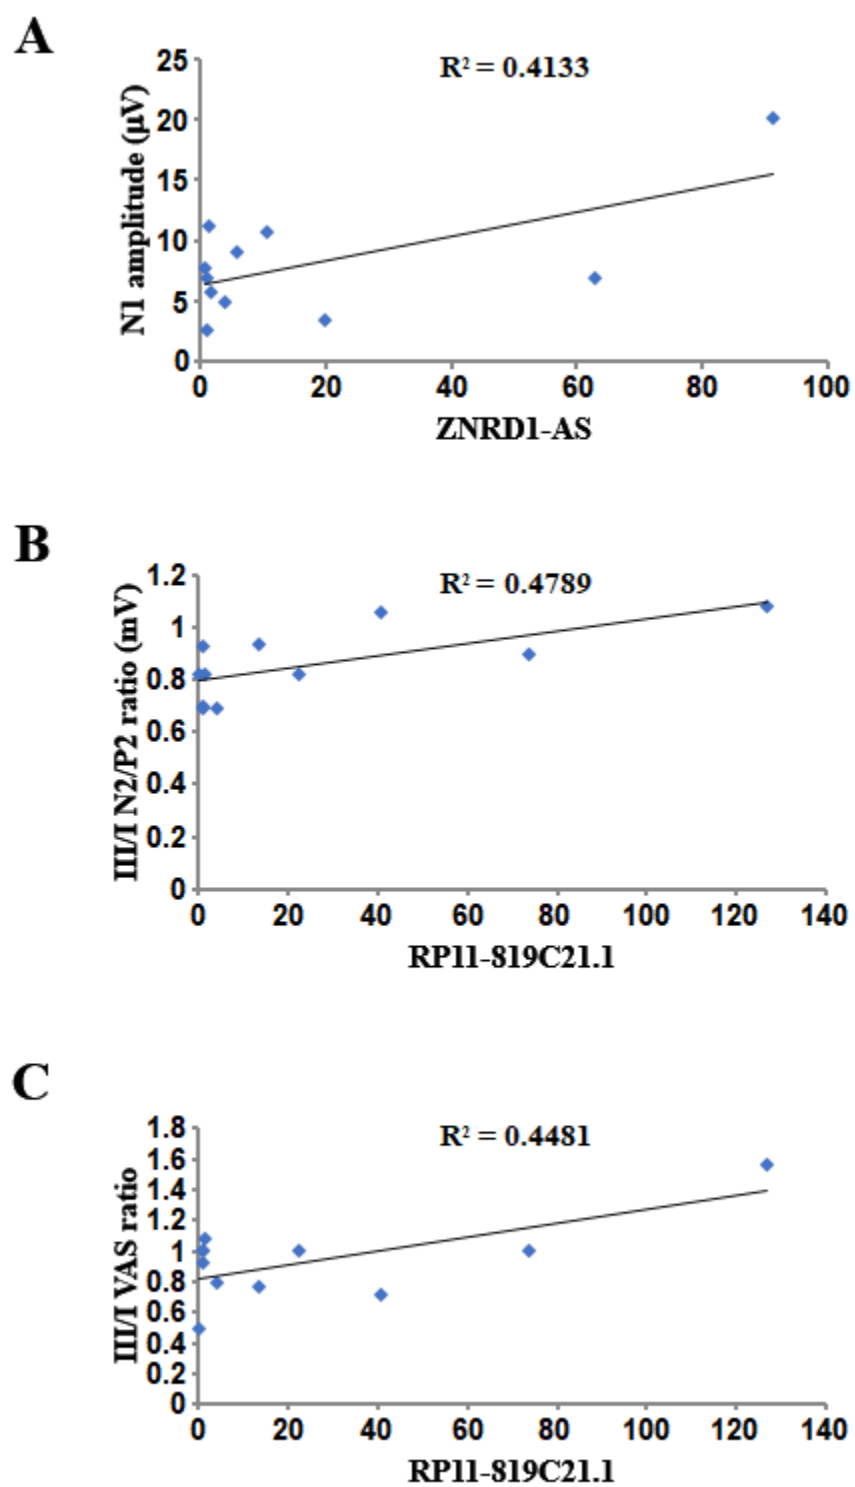 A
R² = 0.4133
N1 amplitude (µV)
25
20
15
10
5
0
0 20 40 60 80 100
ZNRD1-AS
B
R² = 0.4789
III/I N2/P2 ratio (mV)
1.2
1
0.8
0.6
0.4
0.2
0
0 20 40 60 80 100 120 140
RP11-819C21.1
C
R² = 0.4481
III/I VAS ratio
1.8
1.6
1.4
1.2
1
0.8
0.6
0.4
0.2
0
0 20 40 60 80 100 120 140
RP11-819C21.1